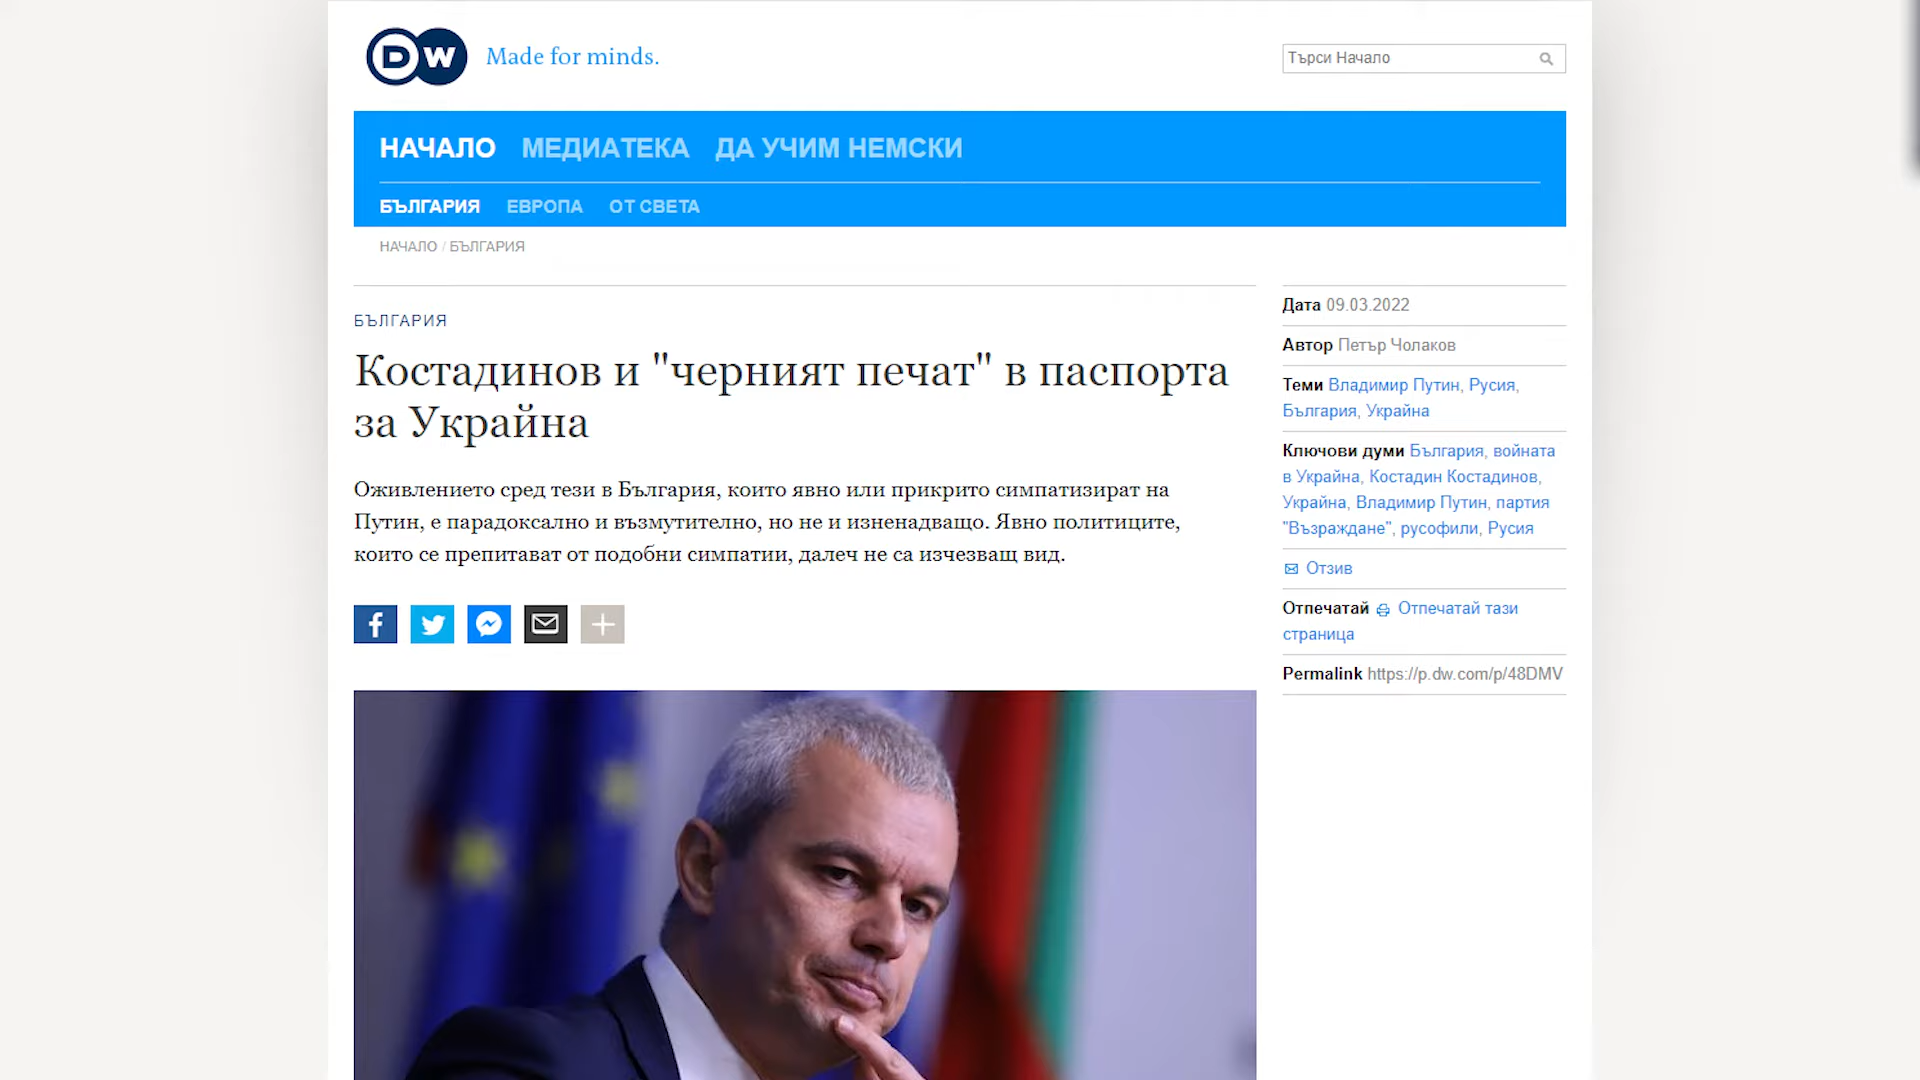 DW Made for minds.
Търси Начало
НАЧАЛО МЕДИАТЕКА ДА УЧИМ НЕМСКИ
БЪЛГАРИЯ ЕВРОПА ОТ СВЕТА
НАЧАЛО / БЪЛГАРИЯ
БЪЛГАРИЯ
Костадинов и "черният печат" в паспорта
за Украйна
Оживлението сред тези в България, които явно или прикрито симпатизират на
Путин, е парадоксално и възмутително, но не и изненадващо. Явно политиците,
които се препитават от подобни симпатии, далеч не са изчезващ вид.
Дата 09.03.2022
Автор Петър Чолаков
Теми Владимир Путин, Русия,
България, Украйна
Ключови думи България, войната
в Украйна, Костадин Костадинов,
Украйна, Владимир Путин, партия
"Възраждане", русофили, Русия
Отзив
Отпечатай Отпечатай тази
страница
Permalink https://p.dw.com/p/48DMV